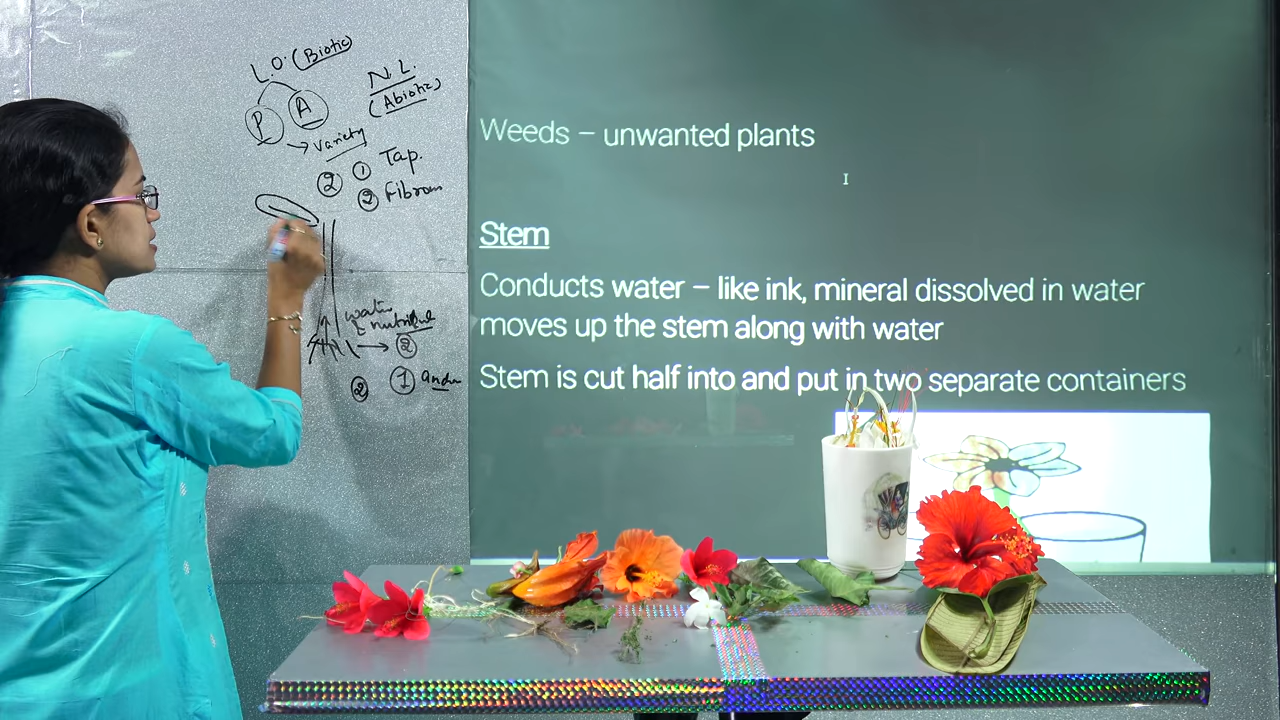 L.O. (Biotic)
N.L.
(Abiotic)
P A
→ Variety
② ① Tap.
② Fibrous
water
& nutrient
→ ②
② ① and
Weeds – unwanted plants
Stem
Conducts water – like ink, mineral dissolved in water
moves up the stem along with water
Stem is cut half into and put in two separate containers